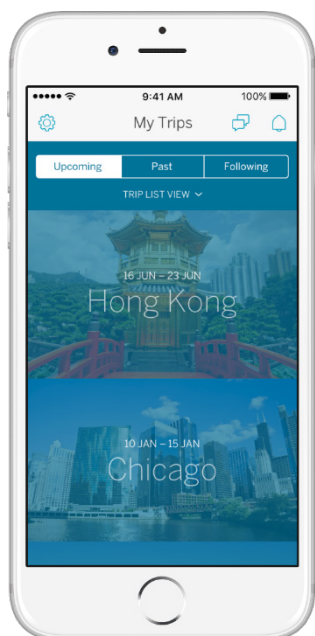 9:41 AM
100%
My Trips
Upcoming
Past
Following
TRIP LIST VIEW
16 JUN – 23 JUN
Hong Kong
10 JAN – 15 JAN
Chicago